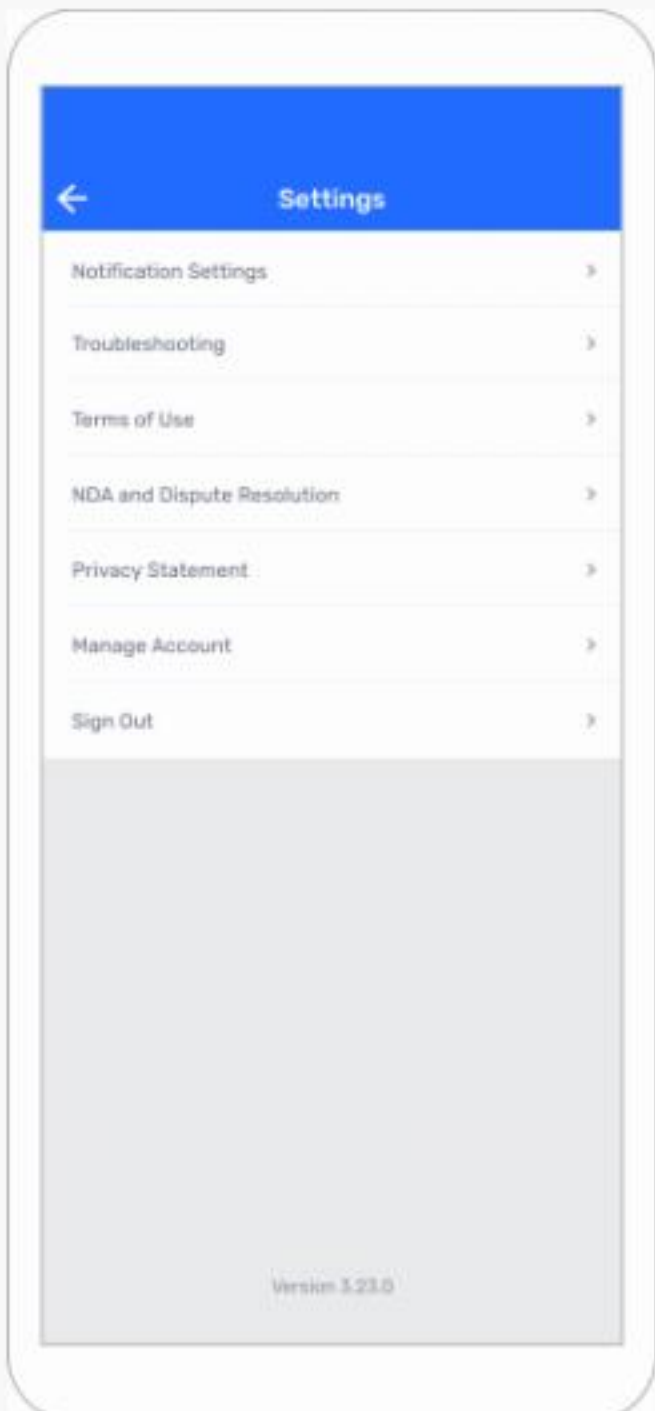 Settings
Notification Settings
Troubleshooting
Terms of Use
NDA and Dispute Resolution
Privacy Statement
Manage Account
Sign Out
Version 3.23.0